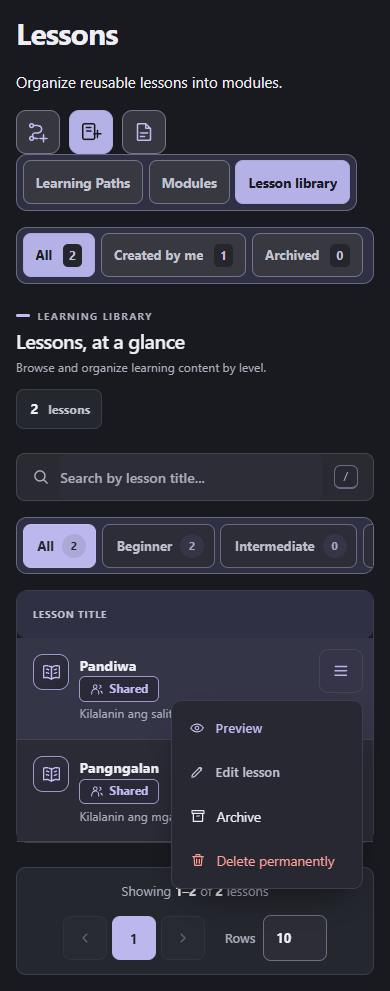 Lessons
Organize reusable lessons into modules.
Learning Paths Modules Lesson library
All 2 Created by me 1 Archived 0
LEARNING LIBRARY
Lessons, at a glance
Browse and organize learning content by level.
2 lessons
Search by lesson title... /
All 2 Beginner 2 Intermediate 0
LESSON TITLE
Pandiwa
Shared
Kilalanin ang
Preview
Edit lesson
Archive
Delete permanently
Pangngalan
Shared
Kilalanin ang
Showing 1–2 of 2 lessons
1 Rows 10